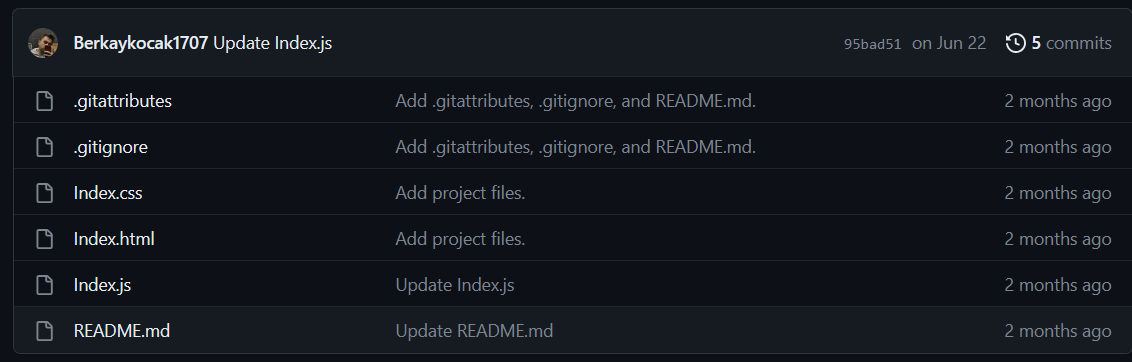 Berkaykocak1707 Update Index.js 95bad51 on Jun 22 5 commits
.gitattributes Add .gitattributes, .gitignore, and README.md. 2 months ago
.gitignore Add .gitattributes, .gitignore, and README.md. 2 months ago
Index.css Add project files. 2 months ago
Index.html Add project files. 2 months ago
Index.js Update Index.js 2 months ago
README.md Update README.md 2 months ago